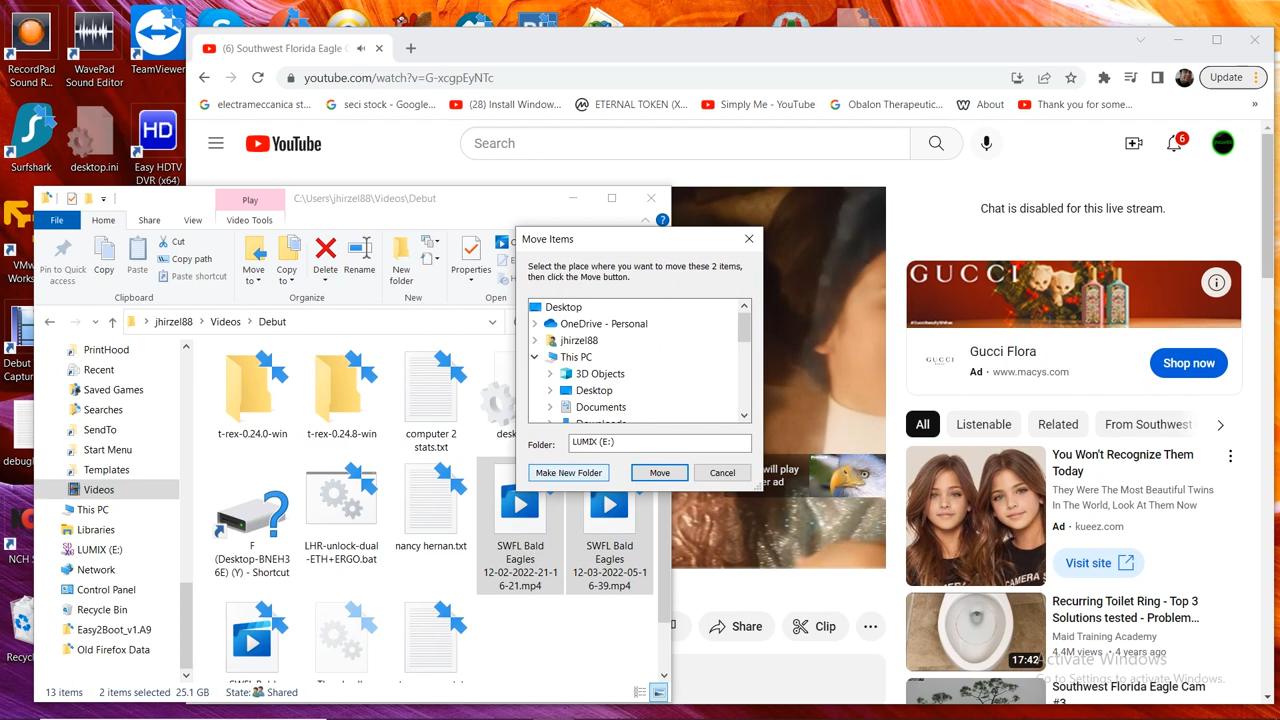 RecordPad
Sound R...
WavePad
Sound Editor
TeamViewer
Surfshark
desktop.ini
HD
Easy HDTV
DVR (x64)
VMw
Works
Debut
Captur
debugl
NCH S
Recyc
(6) Southwest Florida Eagle C
youtube.com/watch?v=G-xcgpEyNTc
Update
electrameccanica st...
seci stock - Google...
(28) Install Window...
ETERNAL TOKEN (X...
Simply Me - YouTube
Obalon Therapeutic...
About
Thank you for some...
YouTube
Search
6
Chat is disabled for this live stream.
GUCCI
GUCCI
Gucci Flora
Ad · www.macys.com
Shop now
All
Listenable
Related
From Southwest
You Won't Recognize Them
Today
They Were The Most Beautiful Twins
In The World, Look At Them Now
Ad · kueez.com
Visit site
Recurring Toilet Ring - Top 3
Solutions tested - Problem...
Maid Training Academy
4.4M views · 4 years ago
17:42
Activate Windows
Go to Settings to activate Windows.
Southwest Florida Eagle Cam
#3
will play
er ad
Share
Clip
Play
C:\Users\jhirzel88\Videos\Debut
File
Home
Share
View
Video Tools
Pin to Quick
access
Copy
Paste
Cut
Copy path
Paste shortcut
Clipboard
Move
to
Copy
to
Delete
Rename
Organize
New
folder
New
Properties
Open
jhirzel88
Videos
Debut
PrintHood
Recent
Saved Games
Searches
SendTo
Start Menu
Templates
Videos
This PC
Libraries
LUMIX (E:)
Network
Control Panel
Recycle Bin
Easy2Boot_v1.A9
Old Firefox Data
t-rex-0.24.0-win
t-rex-0.24.8-win
computer 2
stats.txt
desk
F
(Desktop-BNEH3
6E) (Y) - Shortcut
LHR-unlock-dual
-ETH+ERGO.bat
nancy hernan.txt
SWFL Bald
Eagles
12-02-2022-21-1
6-21.mp4
SWFL Bald
Eagles
12-03-2022-05-1
6-39.mp4
13 items
2 items selected
25.1 GB
State:
Shared
Move Items
Select the place where you want to move these 2 items,
then click the Move button.
Desktop
OneDrive - Personal
jhirzel88
This PC
3D Objects
Desktop
Documents
Folder:
LUMIX (E:)
Make New Folder
Move
Cancel